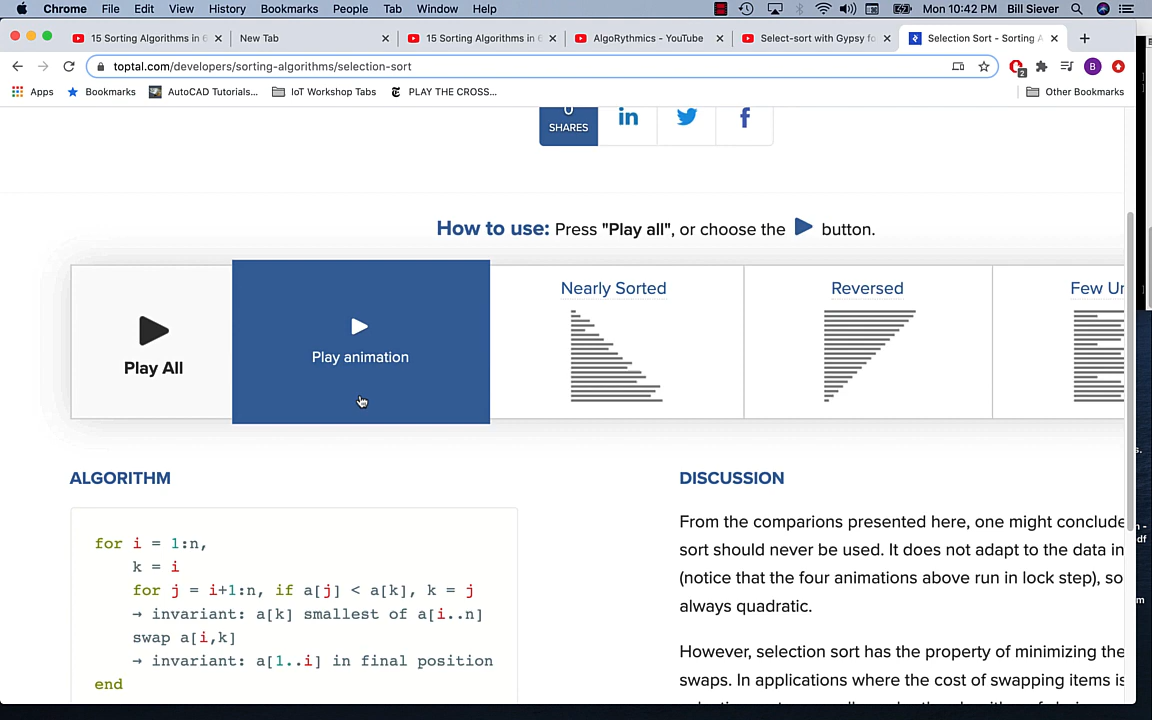 Chrome File Edit View History Bookmarks People Tab Window Help Mon 10:42 PM Bill Siever
15 Sorting Algorithms in 6 New Tab 15 Sorting Algorithms in 6 AlgoRythmics - YouTube Select-sort with Gypsy fo Selection Sort - Sorting A
toptal.com/developers/sorting-algorithms/selection-sort 2 B
Apps Bookmarks AutoCAD Tutorials... IoT Workshop Tabs PLAY THE CROSS... Other Bookmarks
0
SHARES
How to use: Press "Play all", or choose the button.
Play All
Play animation
Nearly Sorted
Reversed
Few Un
ALGORITHM
for i = 1:n,
k = i
for j = i+1:n, if a[j] < a[k], k = j
→ invariant: a[k] smallest of a[i..n]
swap a[i,k]
→ invariant: a[1..i] in final position
end
DISCUSSION
From the comparions presented here, one might conclude
sort should never be used. It does not adapt to the data in
(notice that the four animations above run in lock step), so
always quadratic.
However, selection sort has the property of minimizing the
swaps. In applications where the cost of swapping items is